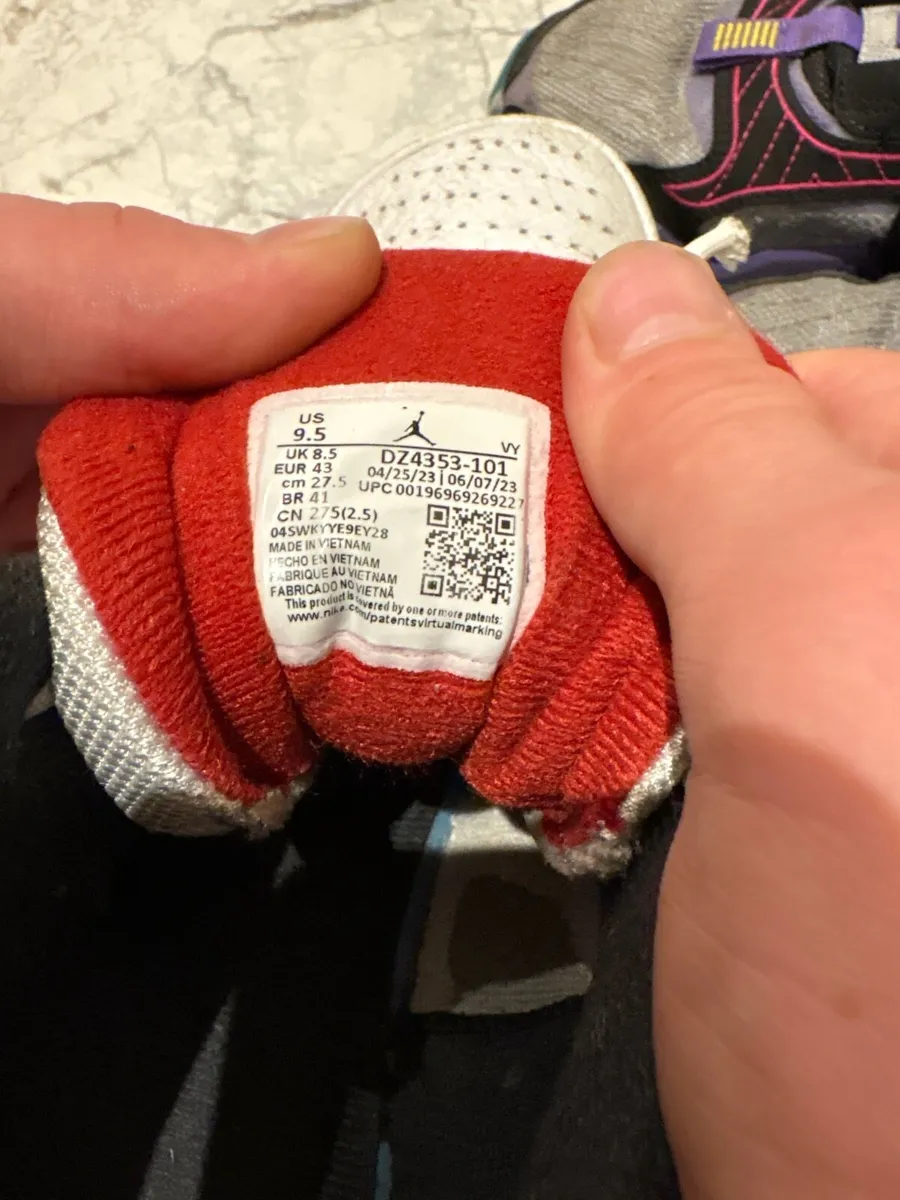 US
9.5
VY
UK 8.5
DZ4353-101
EUR 43
04/25/23 | 06/07/23
cm 27.5
UPC 00196969269227
BR 41
CN 275(2.5)
04SWKYYE9EY28
MADE IN VIETNAM
HECHO EN VIETNAM
FABRIQUE AU VIETNAM
FABRICADO NO VIETNÃ
This product is covered by one or more patents:
www.nike.com/patentsvirtualmarking